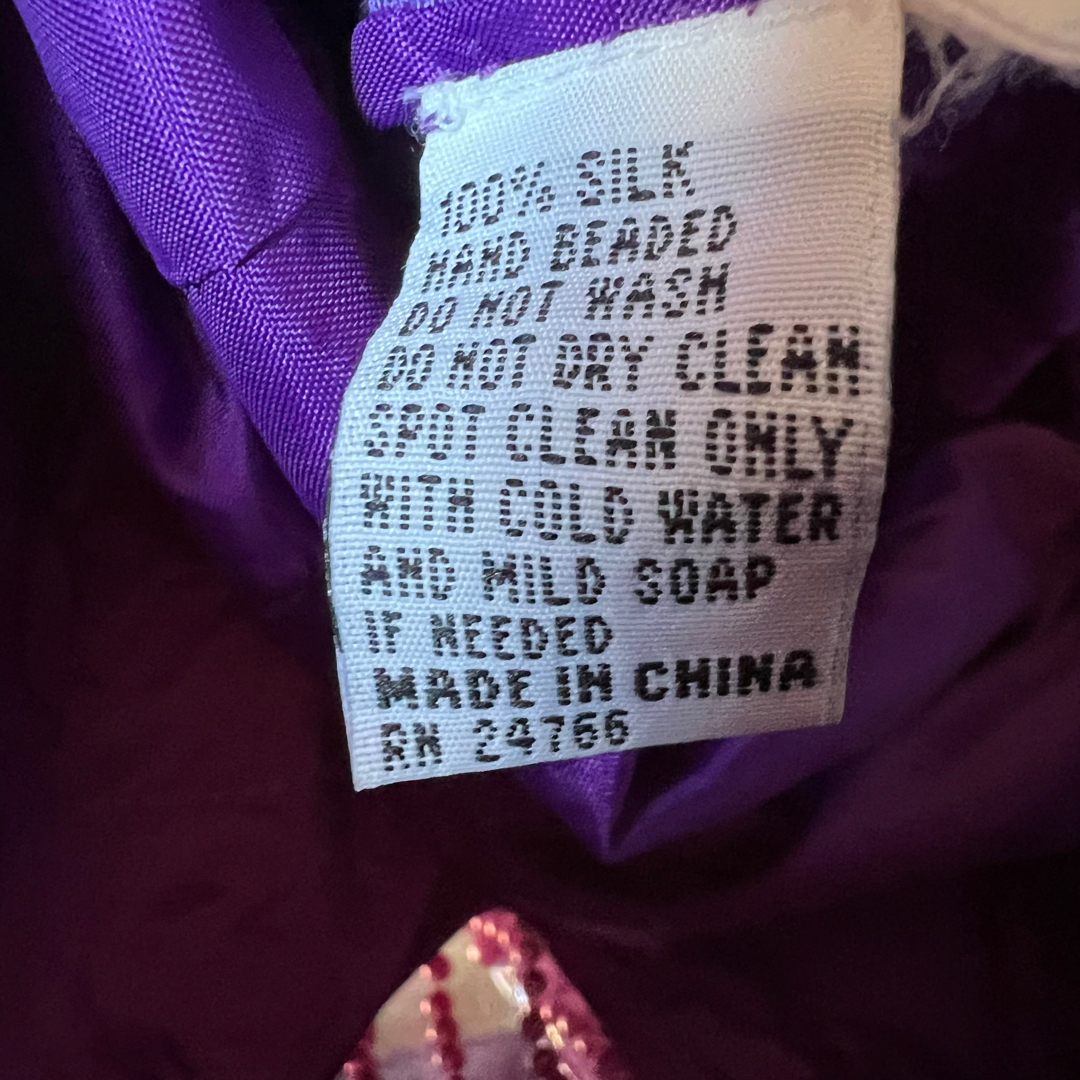 100% SILK
HAND BEADED
DO NOT WASH
DO NOT DRY CLEAN
SPOT CLEAN ONLY
WITH COLD WATER
AND MILD SOAP
IF NEEDED
MADE IN CHINA
RN 24766